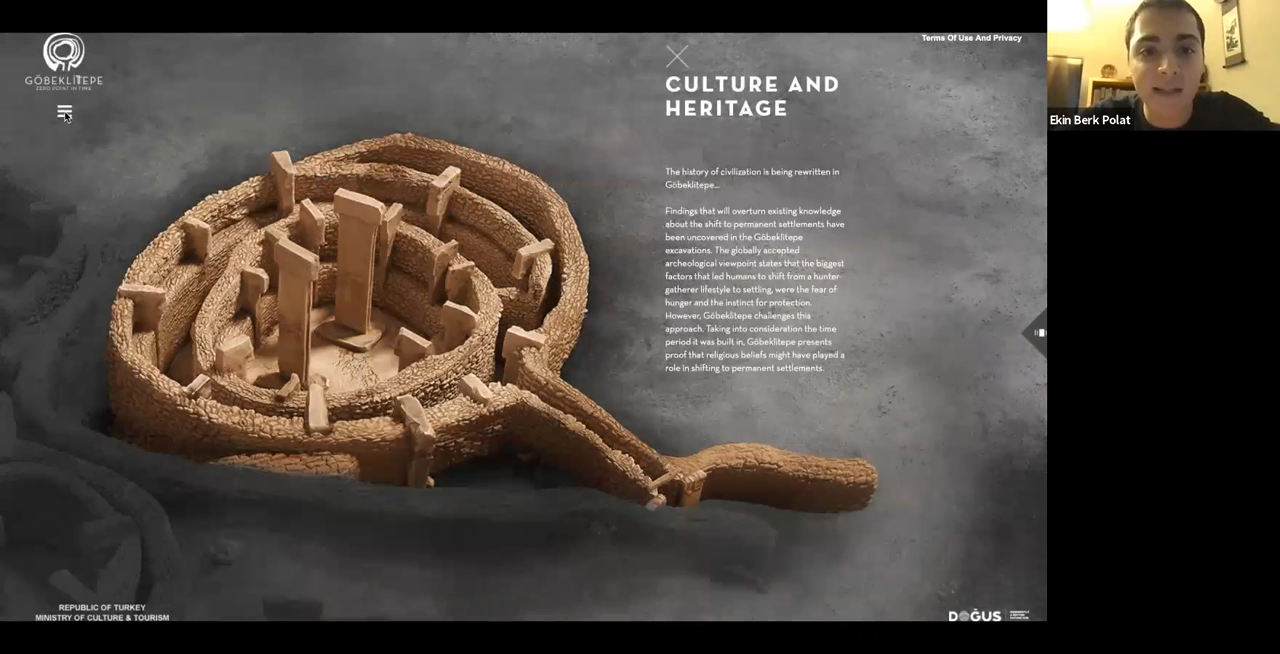 GÖBEKLİTEPE
ZERO POINT IN TIME
Terms Of Use And Privacy
CULTURE AND
HERITAGE
The history of civilization is being rewritten in
Göbeklitepe...
Findings that will overturn existing knowledge
about the shift to permanent settlements have
been uncovered in the Göbeklitepe
excavations. The globally accepted
archeological viewpoint states that the biggest
factors that led humans to shift from a hunter-
gatherer lifestyle to settling, were the fear of
hunger and the instinct for protection.
However, Göbeklitepe challenges this
approach. Taking into consideration the time
period it was built in, Göbeklitepe presents
proof that religious beliefs might have played a
role in shifting to permanent settlements.
REPUBLIC OF TURKEY
MINISTRY OF CULTURE & TOURISM
DOĞUS
Ekin Berk Polat